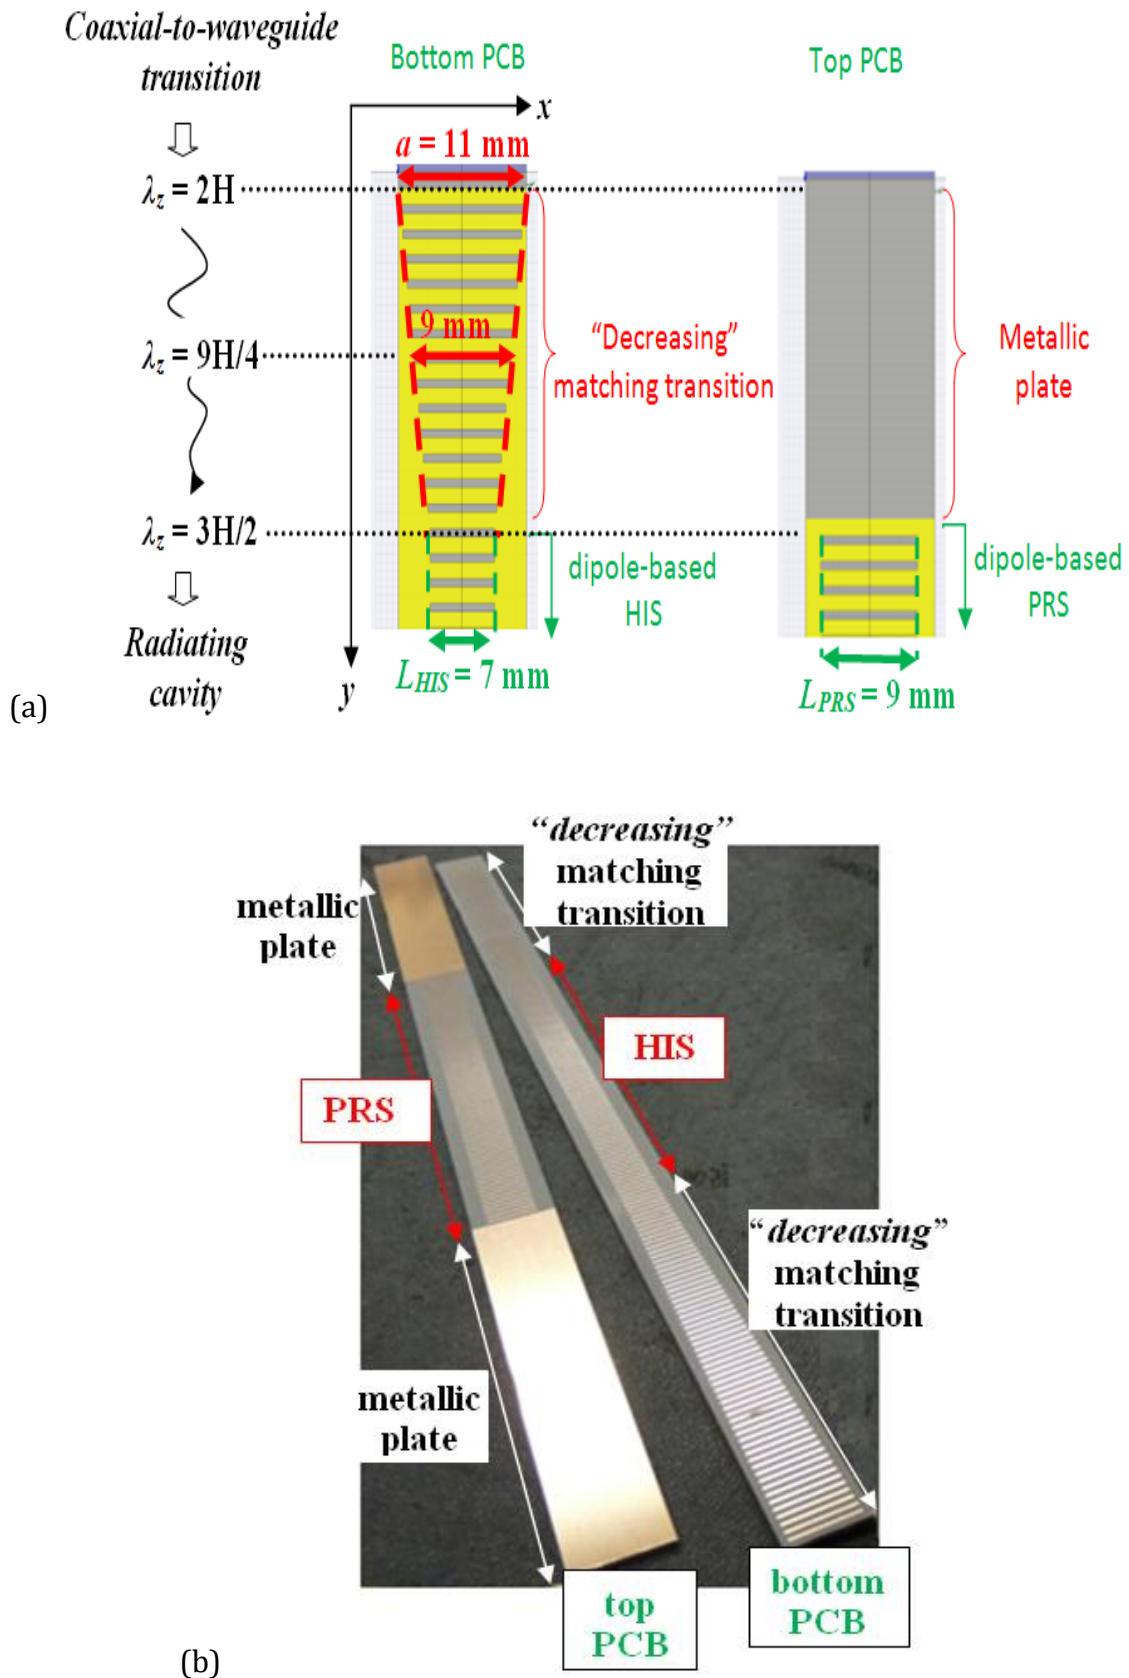 Coaxial-to-waveguide
transition
Bottom PCB
Top PCB
x
a = 11 mm
λz = 2H
9 mm
λz = 9H/4
“Decreasing”
matching transition
Metallic
plate
λz = 3H/2
dipole-based
HIS
dipole-based
PRS
Radiating
cavity
y
LHIS = 7 mm
LPRS = 9 mm
(a)
“decreasing”
matching
transition
metallic
plate
HIS
PRS
“decreasing”
matching
transition
metallic
plate
top
PCB
bottom
PCB
(b)